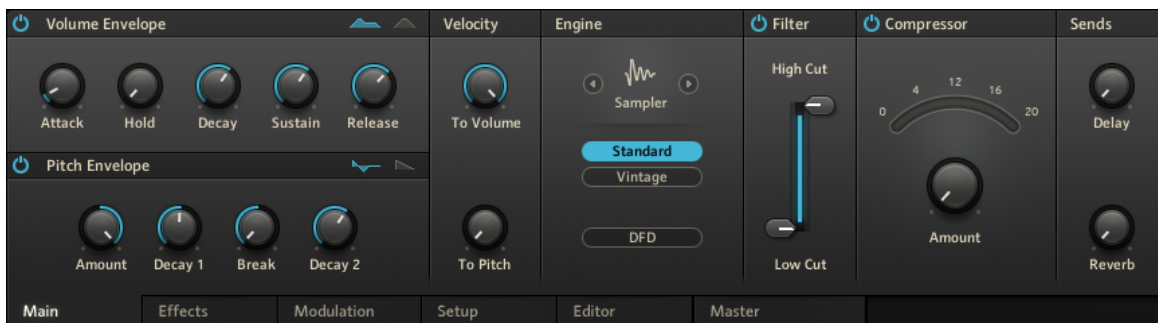 Volume Envelope
Velocity
Engine
Filter
Compressor
Sends
Attack
Hold
Decay
Sustain
Release
To Volume
Sampler
Standard
Vintage
DFD
High Cut
Low Cut
0
4
12
16
20
Amount
Delay
Reverb
Pitch Envelope
Amount
Decay 1
Break
Decay 2
To Pitch
Main
Effects
Modulation
Setup
Editor
Master